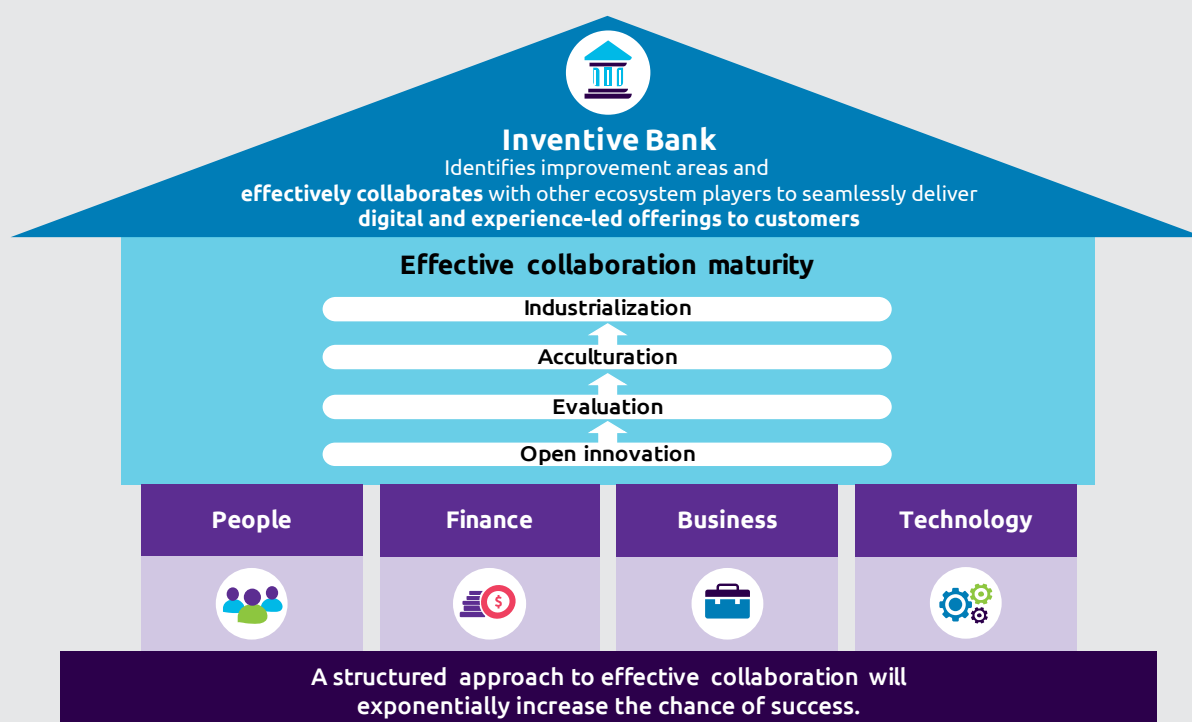 Inventive Bank
Identifies improvement areas and
effectively collaborates with other ecosystem players to seamlessly deliver
digital and experience-led offerings to customers
Effective collaboration maturity
Industrialization
Acculturation
Evaluation
Open innovation
People
Finance
Business
Technology
$
A structured approach to effective collaboration will
exponentially increase the chance of success.